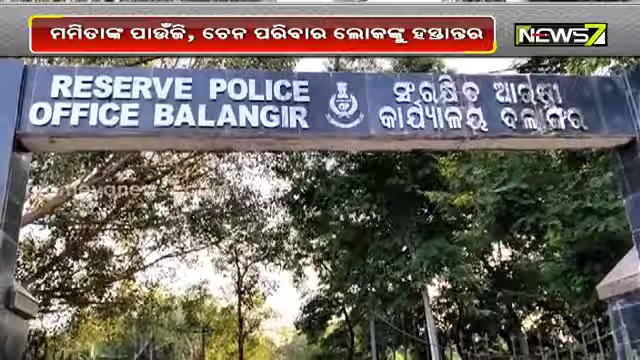 ମମିତାଙ୍କ ପାଉଁଜି, ଚେନ ପରିବାର ଲୋକଙ୍କୁ ହସ୍ତାନ୍ତର
NEWS7
RESERVE POLICE
OFFICE BALANGIR
ସଂରକ୍ଷିତ ଆରକ୍ଷୀ
କାର୍ଯ୍ୟାଳୟ ବଲାଙ୍ଗିର